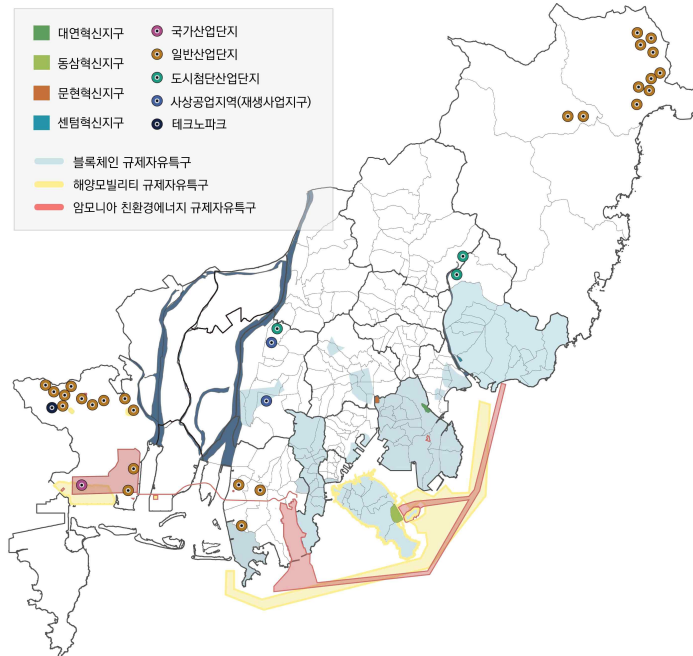 대연혁신지구
동삼혁신지구
문현혁신지구
센텀혁신지구
국가산업단지
일반산업단지
도시첨단산업단지
사상공업지역(재생사업지구)
테크노파크
블록체인 규제자유특구
해양모빌리티 규제자유특구
암모니아 친환경에너지 규제자유특구